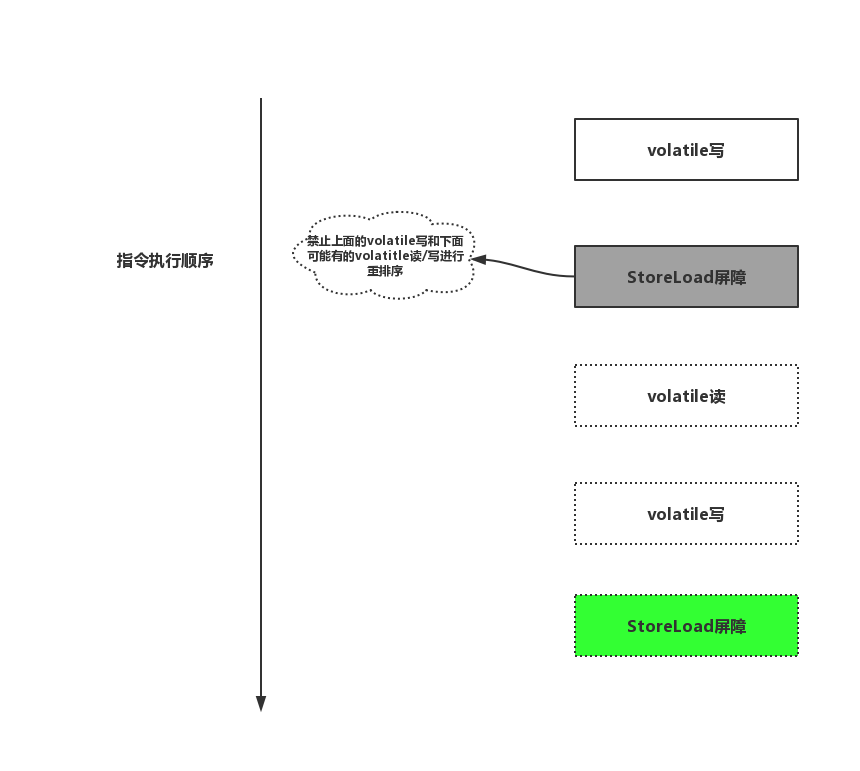 volatile写
指令执行顺序
禁止上面的volatile写和下面
可能有的volatitle读/写进行
重排序
StoreLoad屏障
volatile读
volatile写
StoreLoad屏障